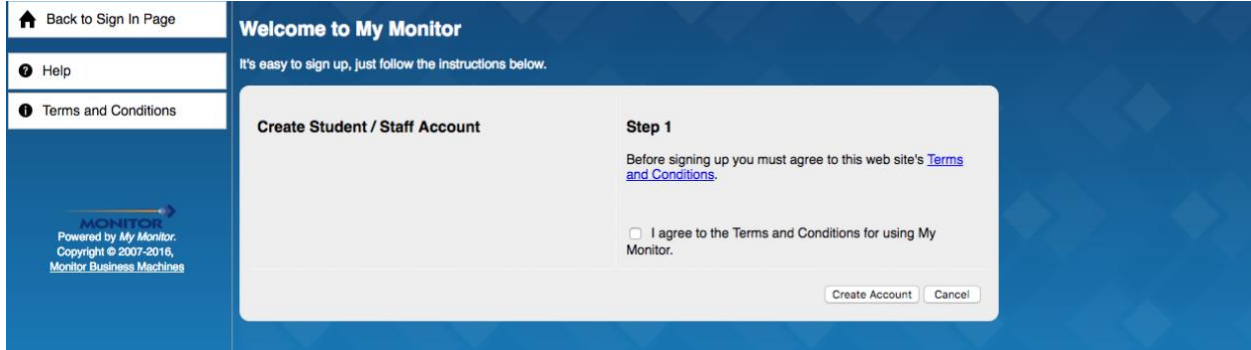 Back to Sign In Page
Help
Terms and Conditions
MONITOR
Powered by My Monitor.
Copyright © 2007-2016,
Monitor Business Machines
Welcome to My Monitor
It's easy to sign up, just follow the instructions below.
Create Student / Staff Account
Step 1
Before signing up you must agree to this web site's Terms
and Conditions.
I agree to the Terms and Conditions for using My
Monitor.
Create Account
Cancel